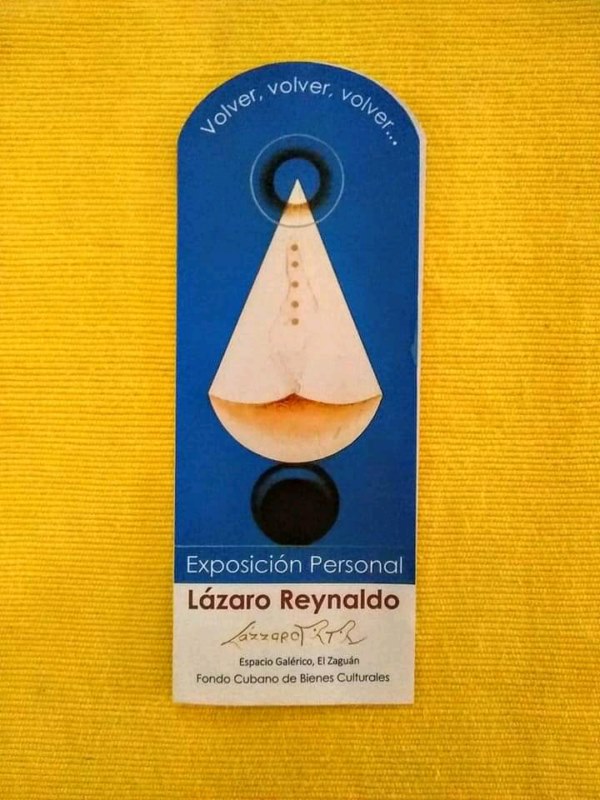 Volver, volver, volver...
Exposición Personal
Lázaro Reynaldo
Espacio Galérico, El Zaguán
Fondo Cubano de Bienes Culturales